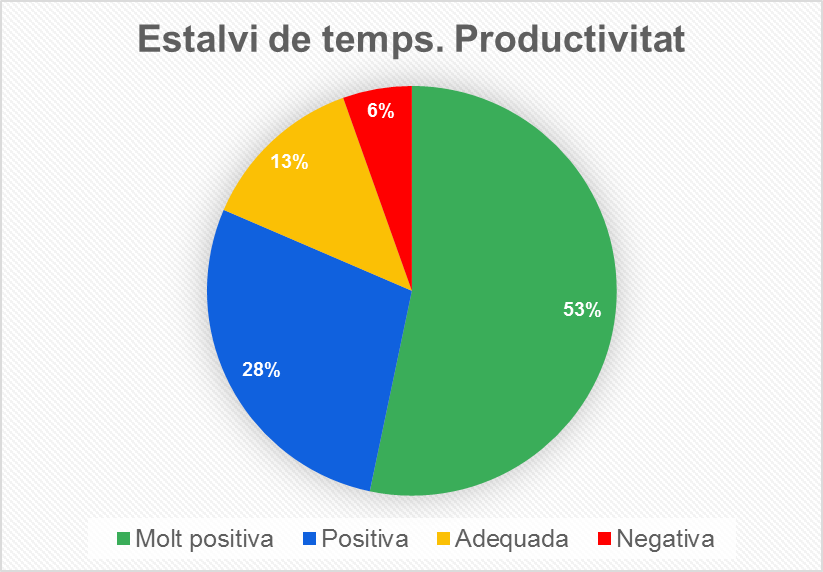 Estalvi de temps. Productivitat
6%
13%
53%
28%
Molt positiva Positiva Adequada Negativa